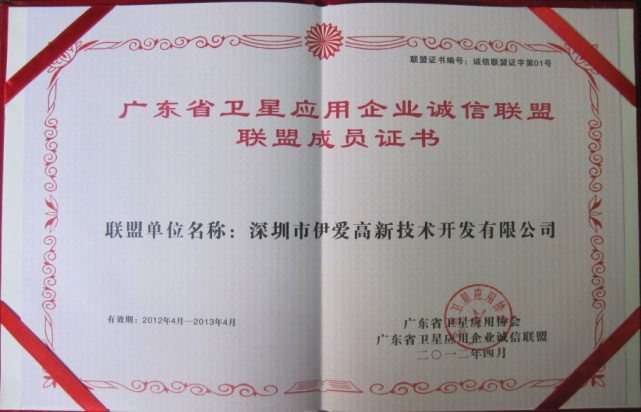 联盟证书编号：诚信联盟证字第01号
广东省卫星应用企业诚信联盟
联盟成员证书
联盟单位名称：深圳市伊爱高新技术开发有限公司
有效期：2012年4月—2013年4月
广东省卫星应用协会
广东省卫星应用企业诚信联盟
二〇一二年四月